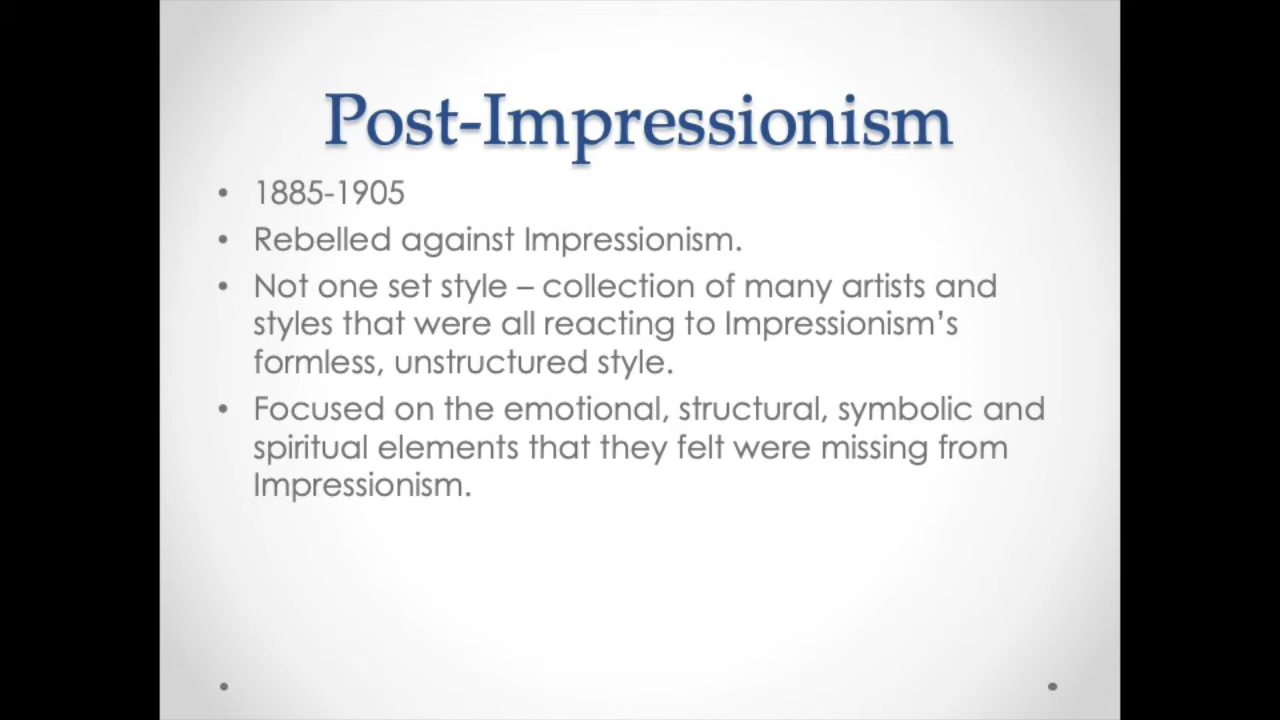 Post-Impressionism
• 1885-1905
• Rebelled against Impressionism.
• Not one set style – collection of many artists and
styles that were all reacting to Impressionism’s
formless, unstructured style.
• Focused on the emotional, structural, symbolic and
spiritual elements that they felt were missing from
Impressionism.